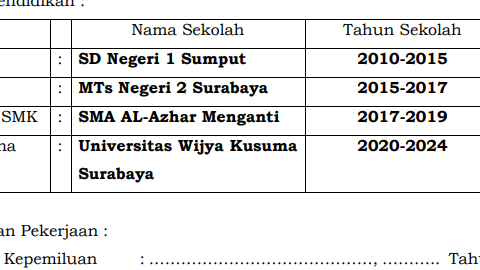 endidikan :
Nama Sekolah Tahun Sekolah
: SD Negeri 1 Sumput 2010-2015
: MTs Negeri 2 Surabaya 2015-2017
SMK : SMA AL-Azhar Menganti 2017-2019
na : Universitas Wijya Kusuma 2020-2024
Surabaya
an Pekerjaan :
Kepemiluan : ……………………………………, ……….. Tahu